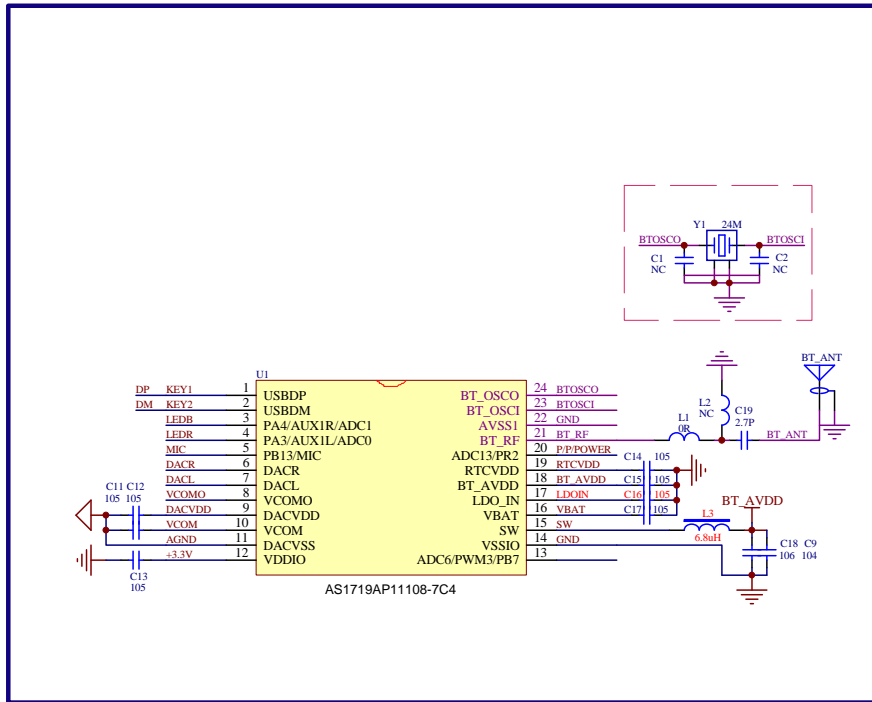 Y1 24M
BTOSCO BTOSCI
C1 C2
NC NC
U1
BT_ANT
DP KEY1 1 USBDP BT_OSCO 24 BTOSCO
DM KEY2 2 USBDM BT_OSCI 23 BTOSCI
LEDB 3 PA4/AUX1R/ADC1 AVSS1 22 GND
LEDR 4 PA3/AUX1L/ADC0 BT_RF 21 BT_RF
MIC 5 PB13/MIC ADC13/PR2 20 P/P/POWER
DACR 6 DACR RTCVDD 19 RTCVDD
DACL 7 DACL BT_AVDD 18 BT_AVDD
VCOMO 8 VCOMO LDO_IN 17 LDOIN
DACVDD 9 DACVDD VBAT 16 VBAT
VCOM 10 VCOM SW 15 SW
AGND 11 DACVSS VSSIO 14 GND
+3.3V 12 VDDIO ADC6/PWM3/PB7 13
L2
NC
L1
0R
C19
2.7P
BT_ANT
C14 105
C15 105
C16 105
C17 105
C11 C12
105 105
C13
105
BT_AVDD
L3
6.8uH
C18 C9
106 104
AS1719AP11108-7C4